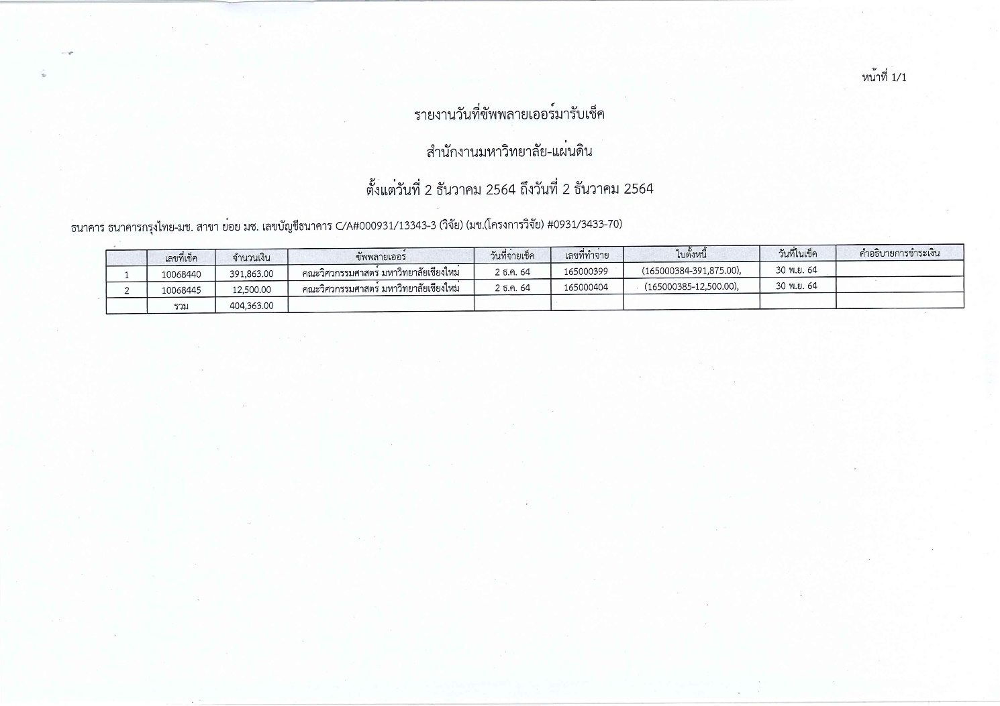 หน้าที่ 1/1
รายงานวันที่ซัพพลายเออร์มารับเช็ค
สำนักงานมหาวิทยาลัย-แผ่นดิน
ตั้งแต่วันที่ 2 ธันวาคม 2564 ถึงวันที่ 2 ธันวาคม 2564
ธนาคาร ธนาคารกรุงไทย-มช. สาขา ย่อย มช. เลขบัญชีธนาคาร C/A#000931/13343-3 (วิจัย) (มช.(โครงการวิจัย) #0931/3433-70)
เลขที่เช็ค จำนวนเงิน ซัพพลายเออร์ วันที่จ่ายเช็ค เลขที่ทำจ่าย ใบตั้งหนี้ วันที่ในเช็ค คำอธิบายการชำระเงิน
1 10068440 391,863.00 คณะวิศวกรรมศาสตร์ มหาวิทยาลัยเชียงใหม่ 2 ธ.ค. 64 165000399 (165000384-391,875.00), 30 พ.ย. 64
2 10068445 12,500.00 คณะวิศวกรรมศาสตร์ มหาวิทยาลัยเชียงใหม่ 2 ธ.ค. 64 165000404 (165000385-12,500.00), 30 พ.ย. 64
รวม 404,363.00